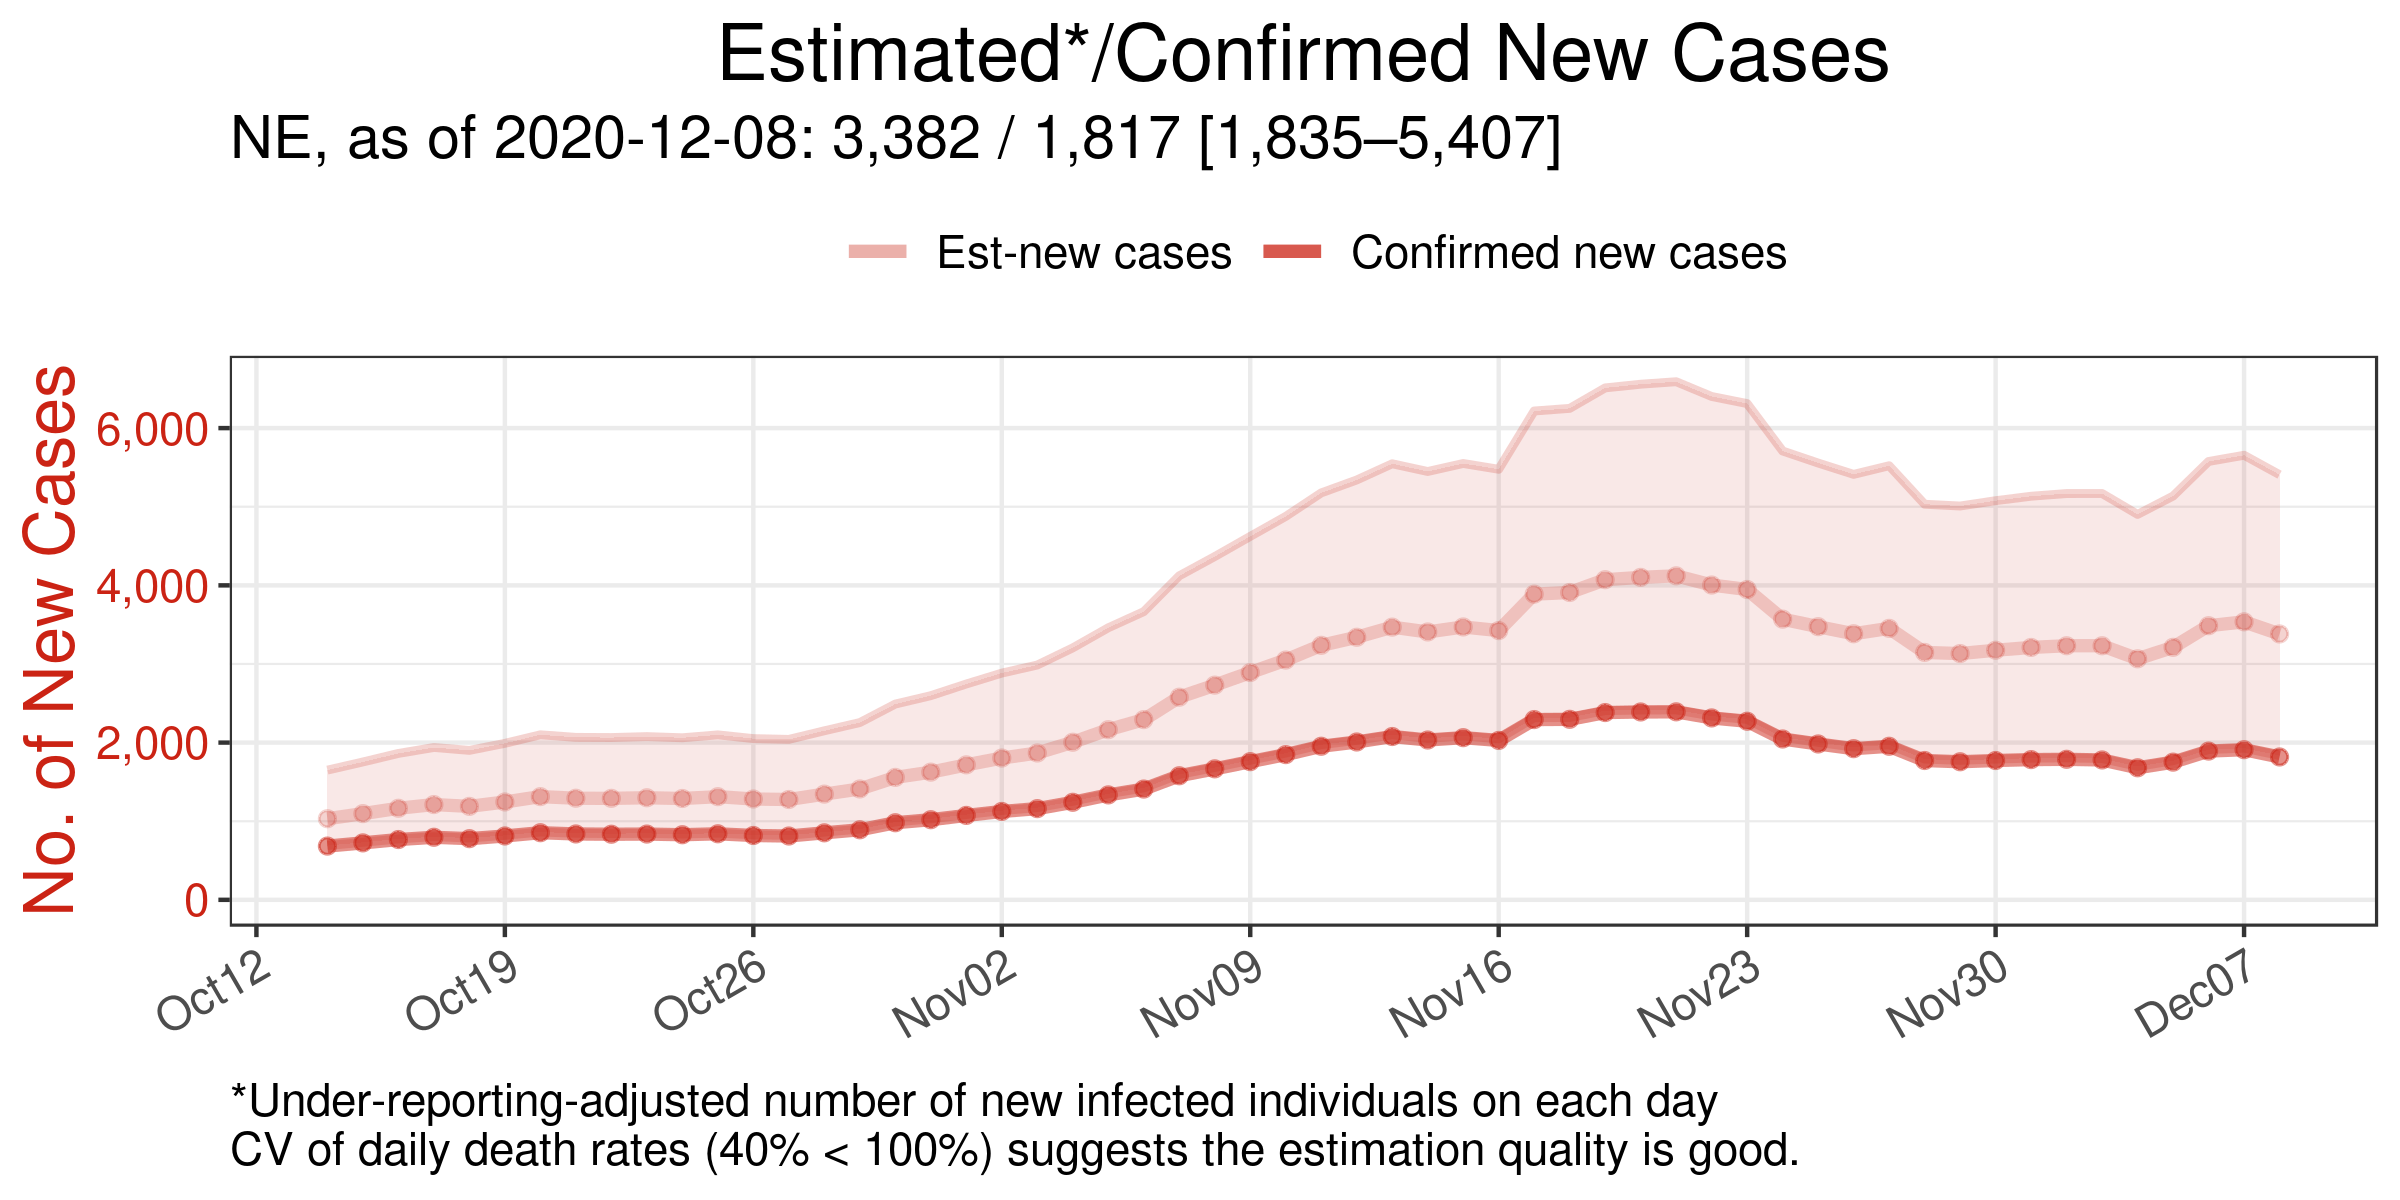 Estimated*/Confirmed New Cases
NE, as of 2020-12-08: 3,382 / 1,817 [1,835–5,407]
Est-new cases Confirmed new cases
No. of New Cases
6,000
4,000
2,000
0
Oct12 Oct19 Oct26 Nov02 Nov09 Nov16 Nov23 Nov30 Dec07
*Under-reporting-adjusted number of new infected individuals on each day
CV of daily death rates (40% < 100%) suggests the estimation quality is good.